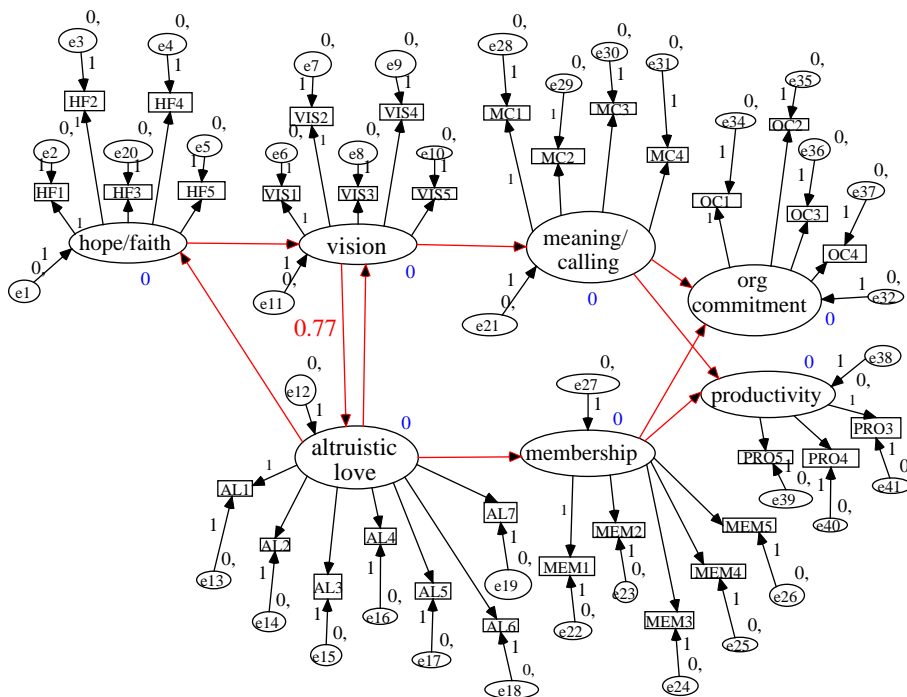 0,
e3
1
HF2
0,
e4
1
HF4
0,
e2
1
HF1
0,
e20
1
HF3
0,
e5
1
HF5
1
hope/faith
0
0,
1
e1
0,
e7
1
VIS2
1
0,
e9
1
VIS4
0,
e6
1
VIS1
1
0,
e8
1
VIS3
0,
e10
1
VIS5
vision
0
1
0,
e11
0,
e28
1
MC1
1
0,
e29
1
MC2
0,
e30
1
MC3
0,
e31
1
MC4
meaning/
calling
0
1
0,
e21
0,
e34
1
OC1
1
0,
e35
1
OC2
0,
e36
1
OC3
0,
e37
1
OC4
org
commitment
0
1
0,
e32
0.77
0,
e12
1
altruistic
love
0
0,
e27
1
membership
0
0
productivity
1
0,
e38
1
PRO3
1
0,
e41
PRO4
1
0,
e40
PRO5
1
0,
e39
1
AL1
1
0,
e13
AL2
1
0,
e14
AL3
1
0,
e15
AL4
1
0,
e16
AL5
1
0,
e17
AL6
1
0,
e18
AL7
1
0,
e19
1
MEM1
1
0,
e22
MEM2
1
0,
e23
MEM3
1
0,
e24
MEM4
1
0,
e25
MEM5
1
0,
e26